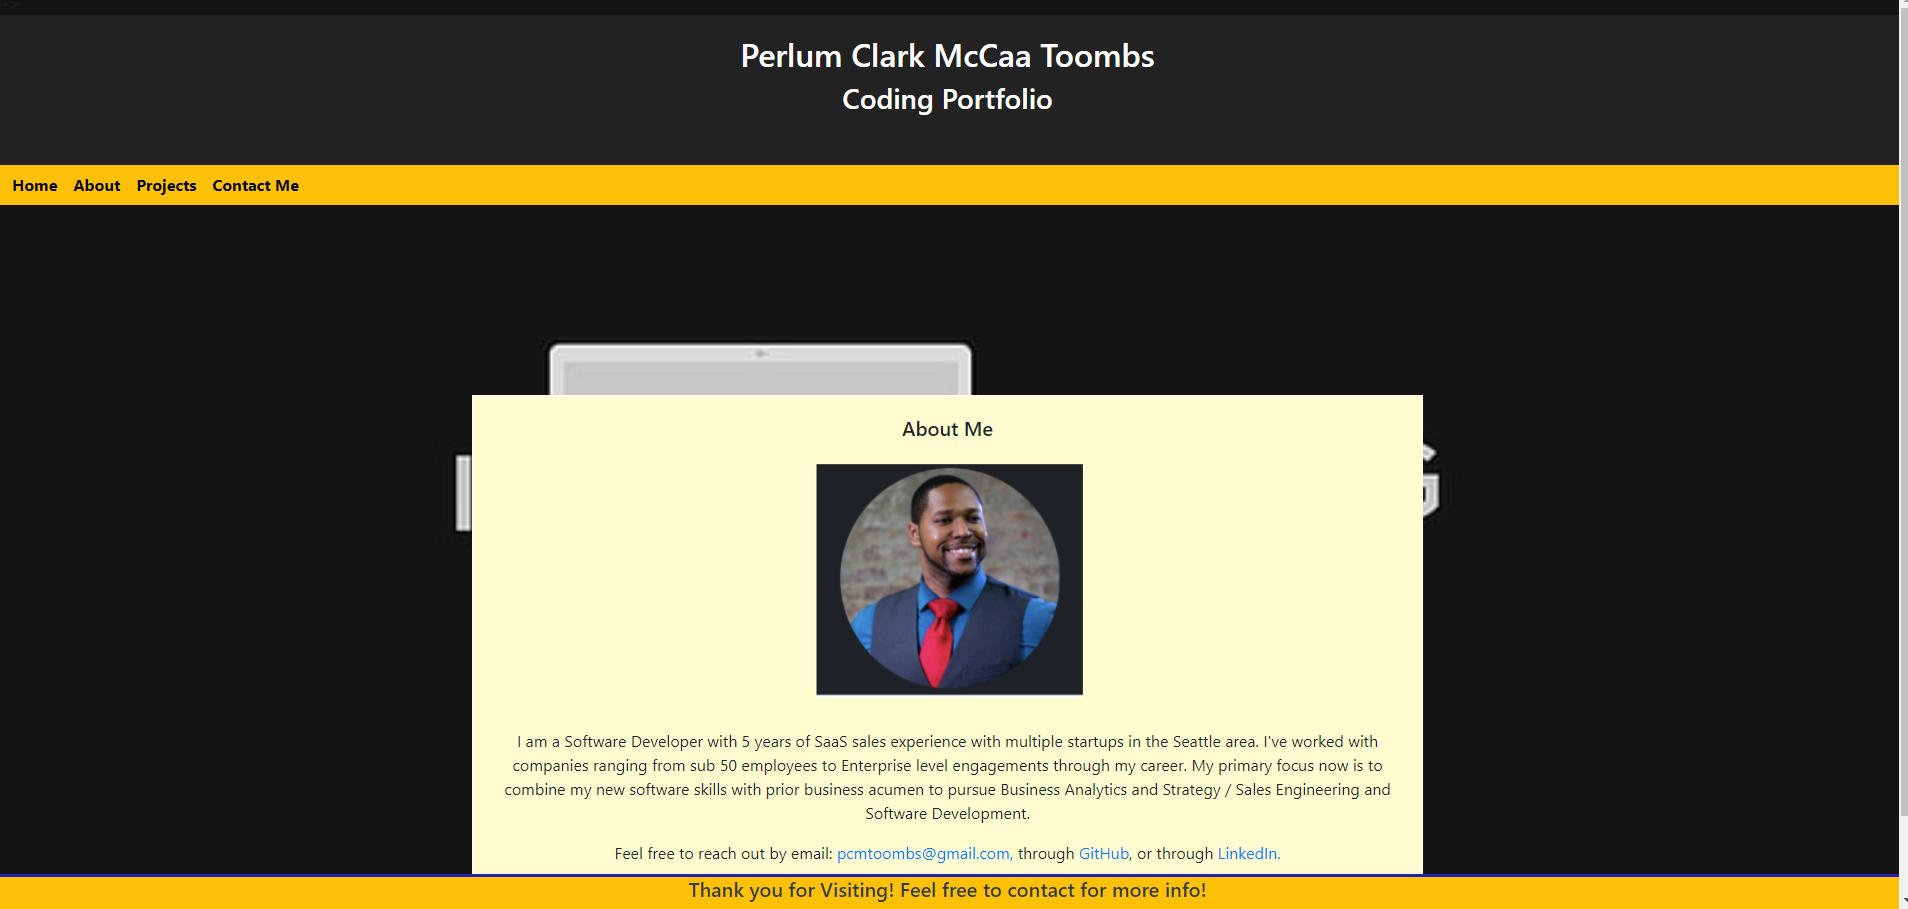 Perlum Clark McCaa Toombs
Coding Portfolio
Home About Projects Contact Me
About Me
I am a Software Developer with 5 years of SaaS sales experience with multiple startups in the Seattle area. I've worked with
companies ranging from sub 50 employees to Enterprise level engagements through my career. My primary focus now is to
combine my new software skills with prior business acumen to pursue Business Analytics and Strategy / Sales Engineering and
Software Development.
Feel free to reach out by email: pcmtoombs@gmail.com, through GitHub, or through LinkedIn.
Thank you for Visiting! Feel free to contact for more info!